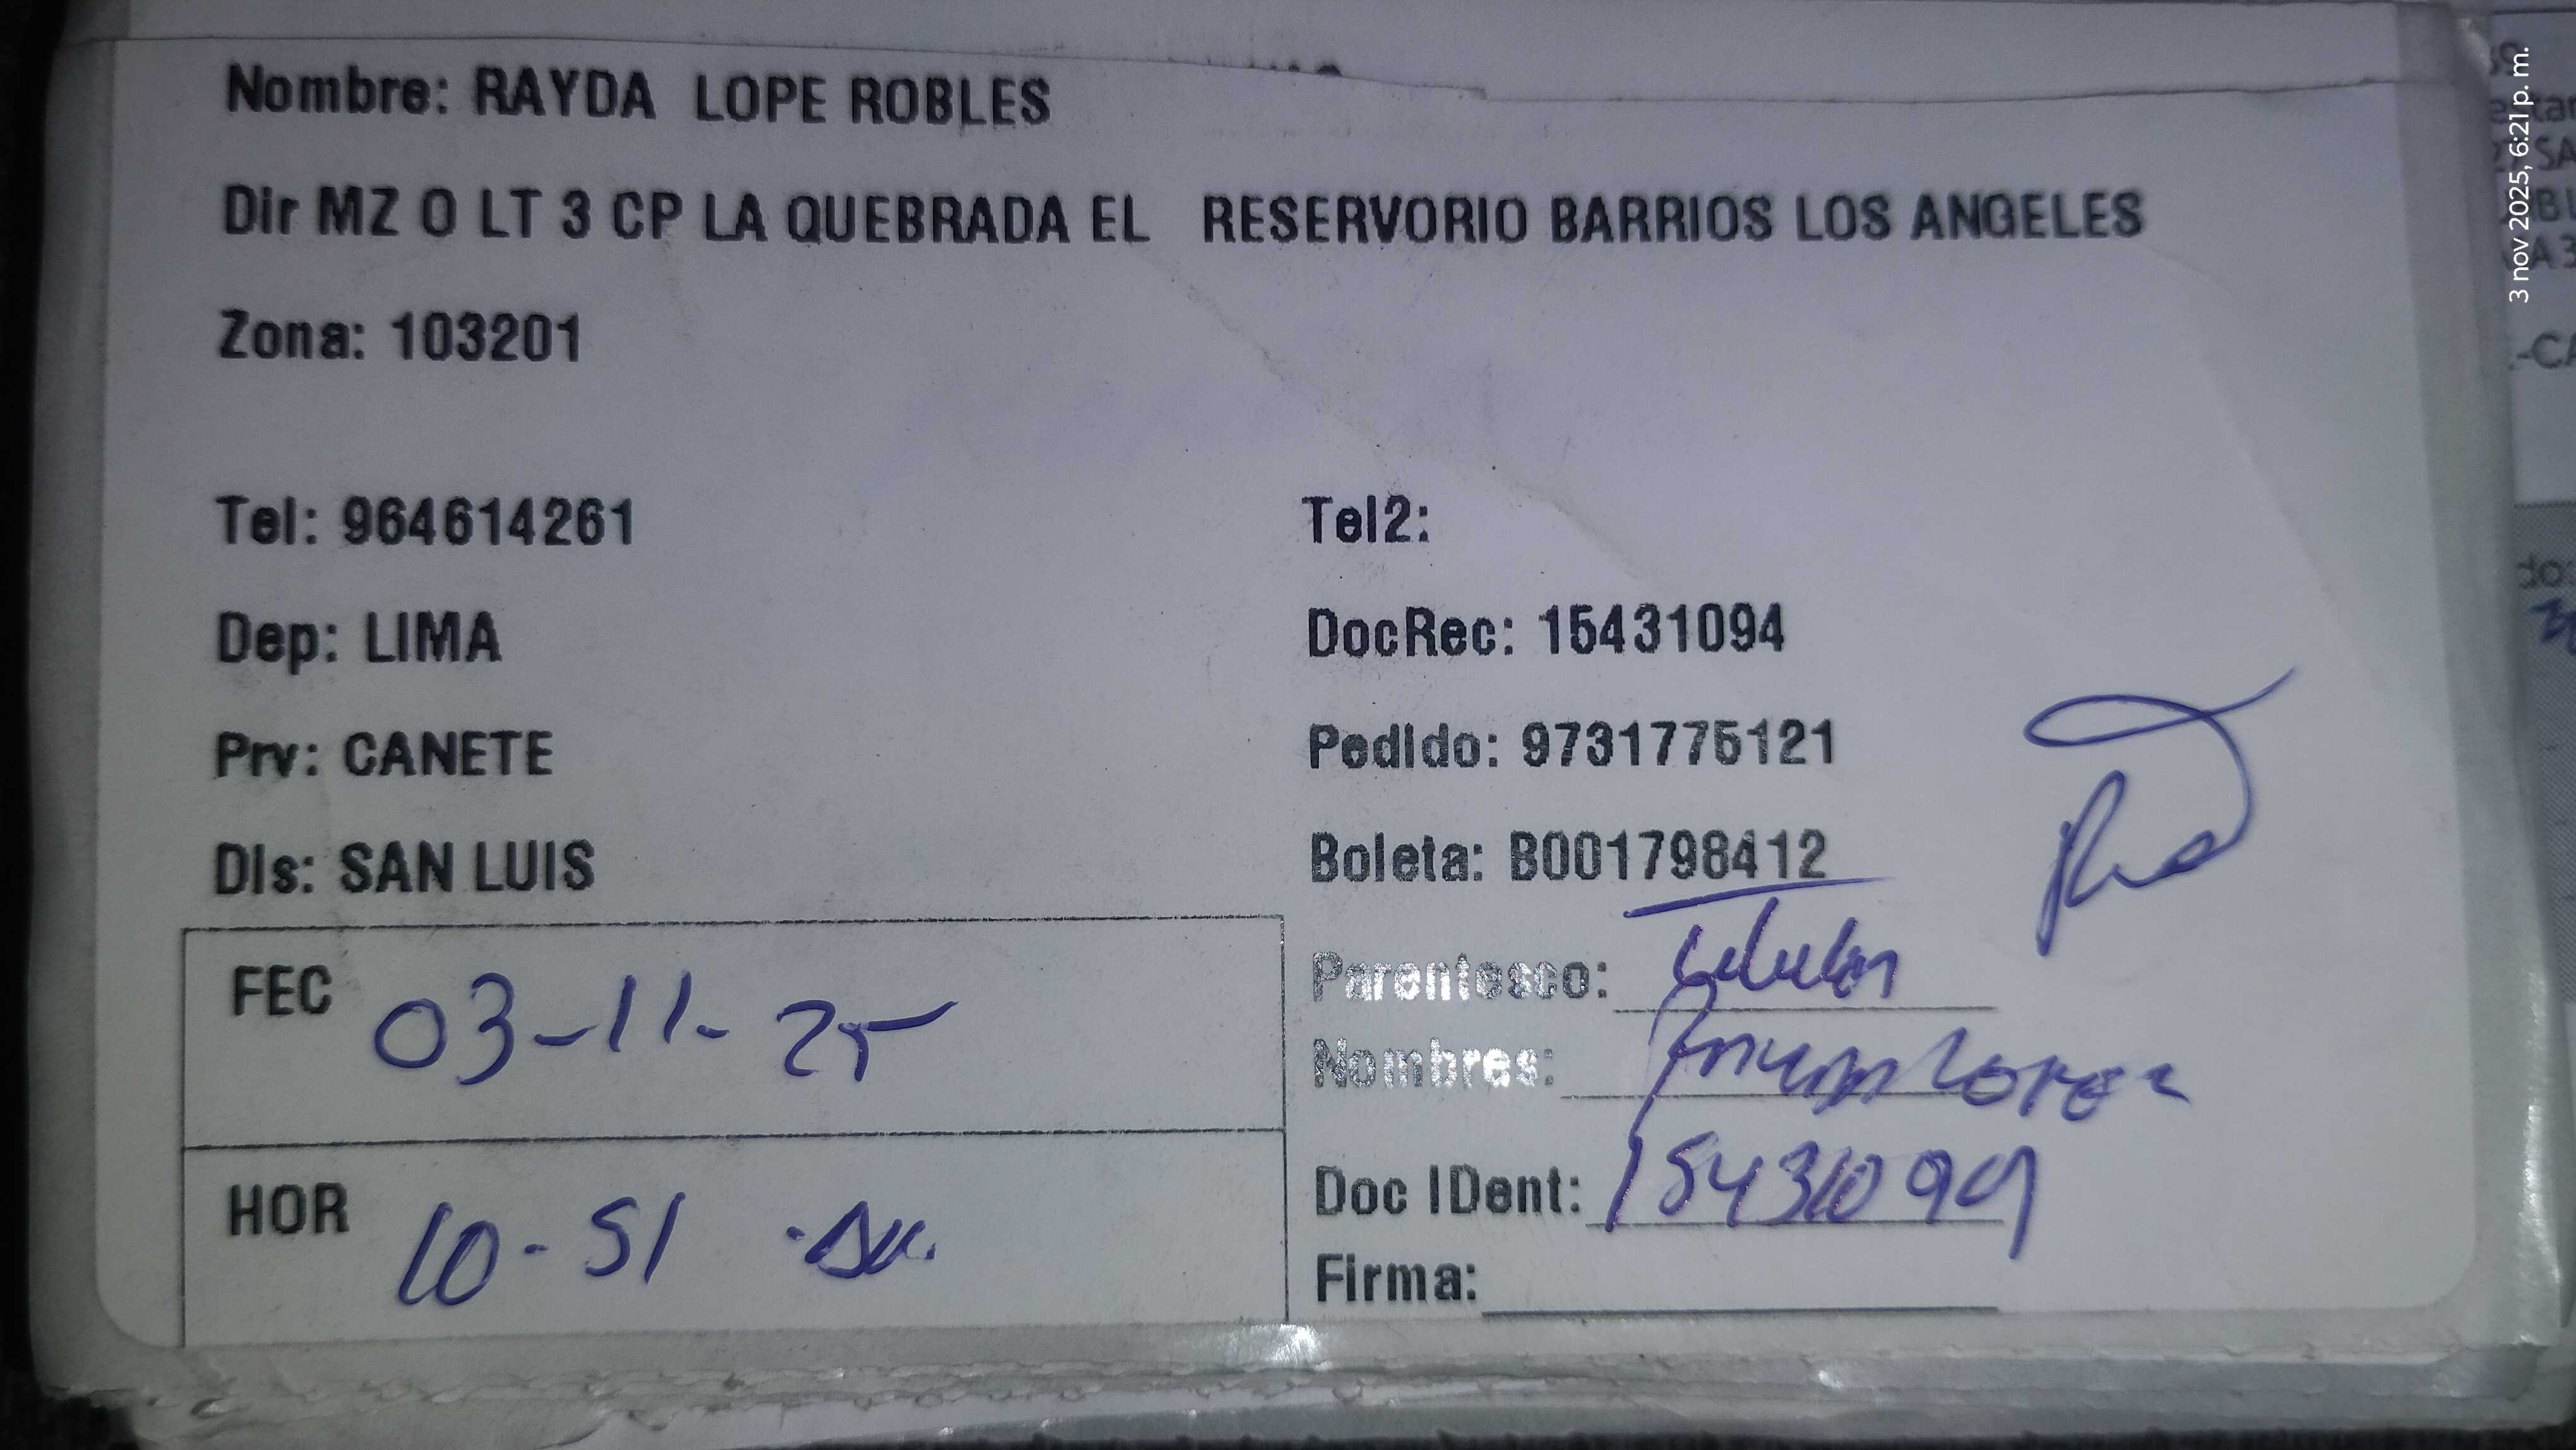 Nombre: RAYDA LOPE ROBLES
Dir MZ O LT 3 CP LA QUEBRADA EL RESERVORIO BARRIOS LOS ANGELES
Zona: 103201
Tel: 964614261
Tel2:
Dep: LIMA
DocRec: 15431094
Prv: CANETE
Pedido: 9731775121
Dis: SAN LUIS
Boleta: B001798412
FEC 03-11-25
Parentesco: Titular
Nombres:
HOR 10-51
Doc IDent: 15431094
Firma:
3 nov 2025, 6:21 p. m.